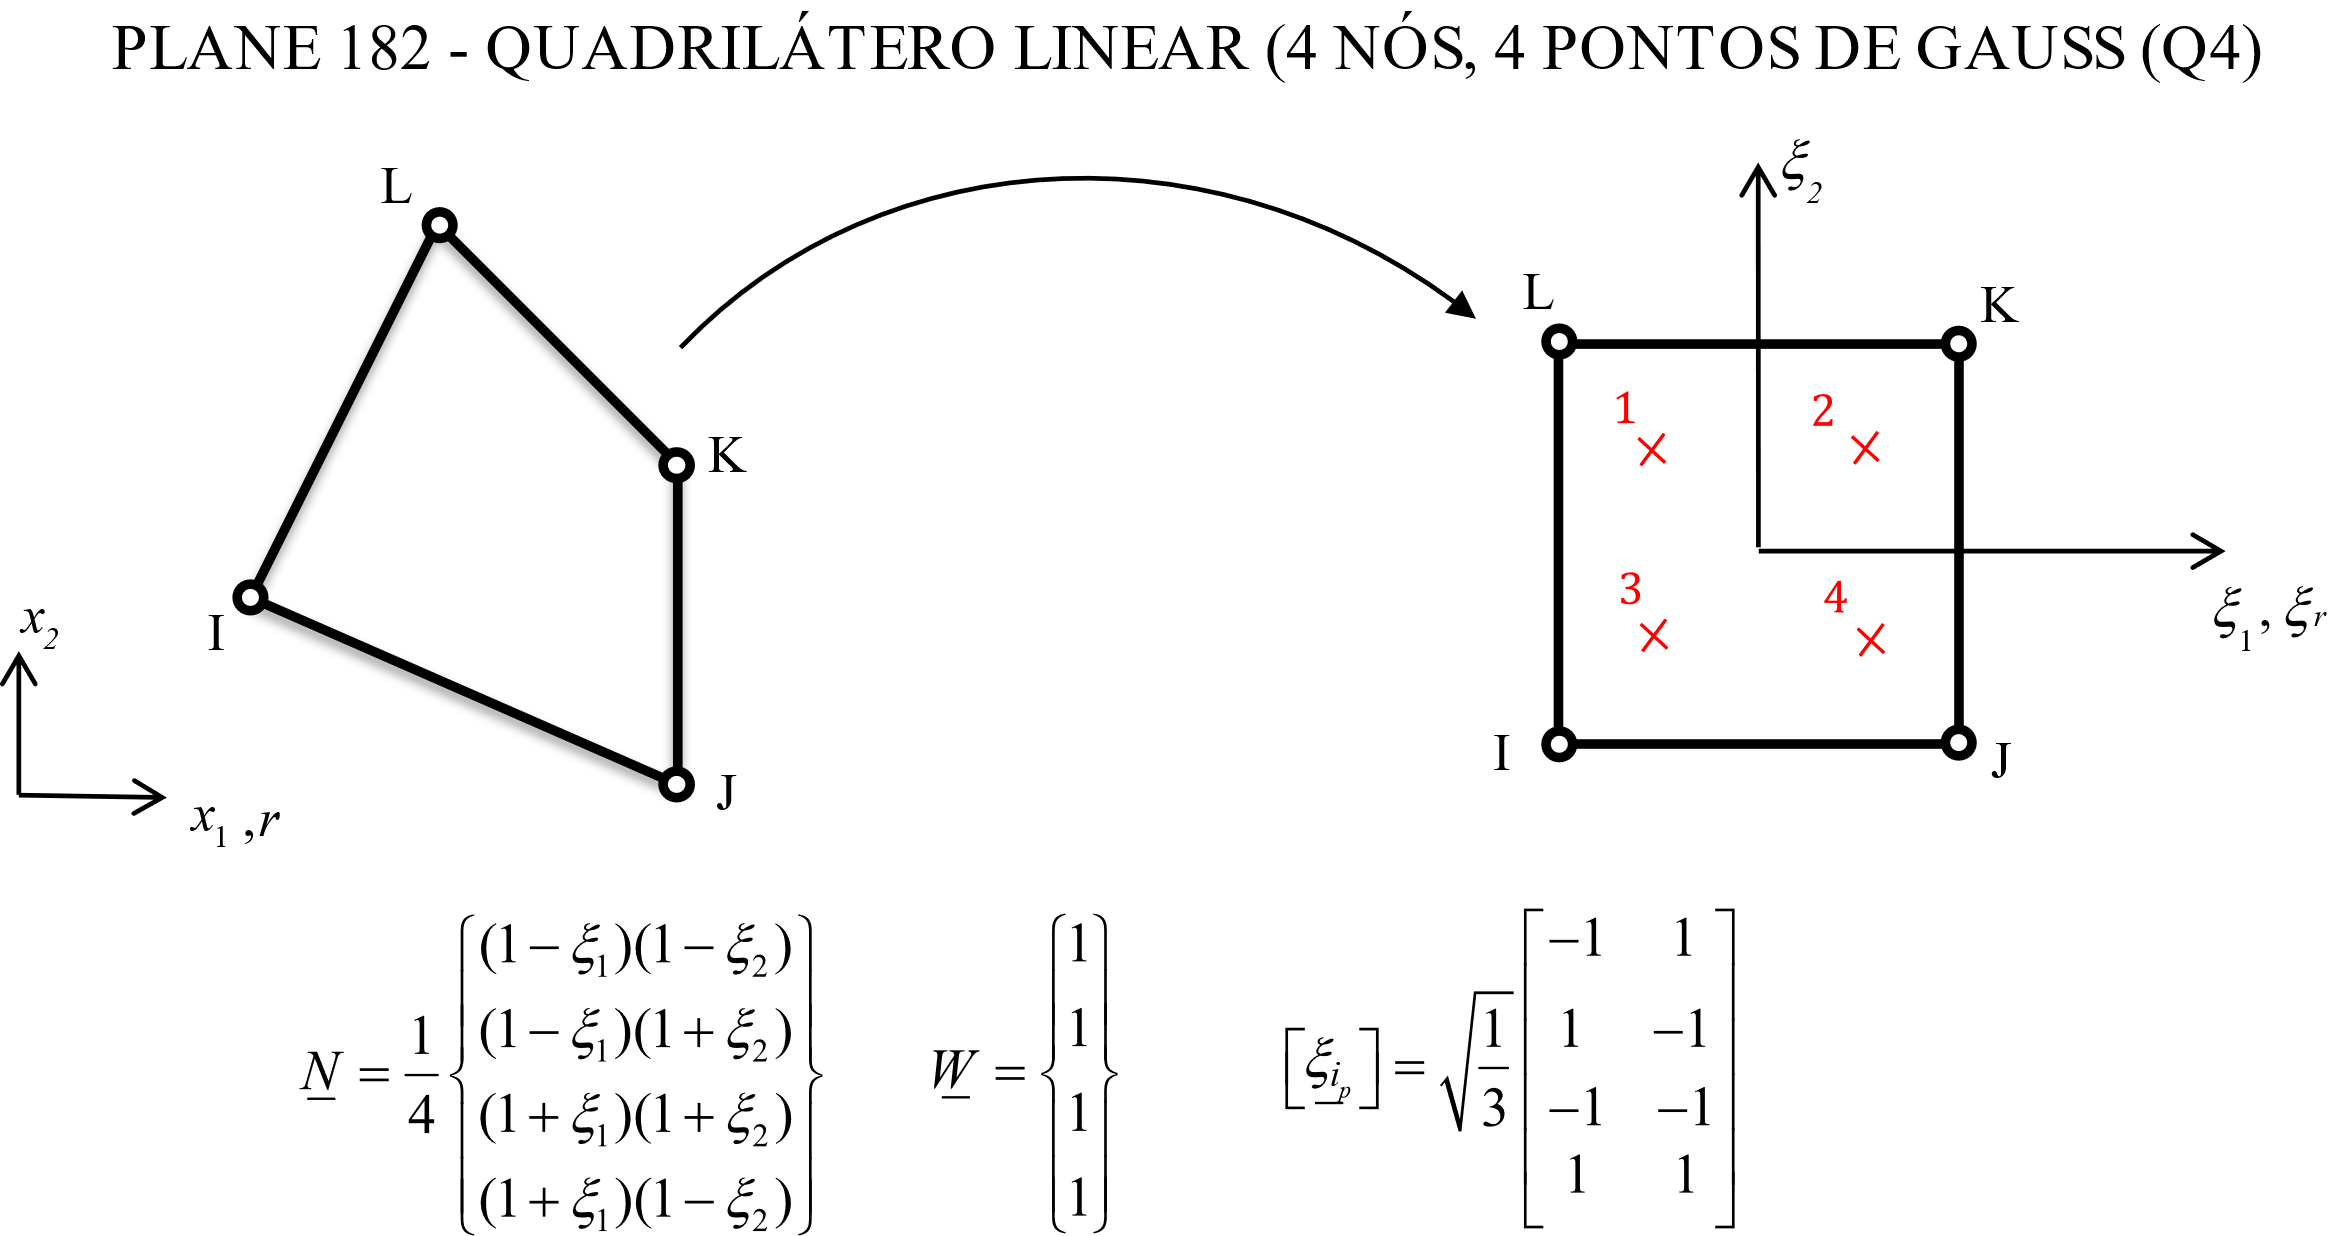 PLANE 182 - QUADRILÁTERO LINEAR (4 NÓS, 4 PONTOS DE GAUSS (Q4)
L
K
I
J
x2
x1 ,r
ξ2
L
K
1
2
3
4
ξ1, ξr
I
J
N = 1/4 { (1−ξ1)(1−ξ2)
(1−ξ1)(1+ξ2)
(1+ξ1)(1+ξ2)
(1+ξ1)(1−ξ2) }
W = { 1
1
1
1 }
[ξip] = √(1/3) [ −1 1
1 −1
−1 −1
1 1 ]